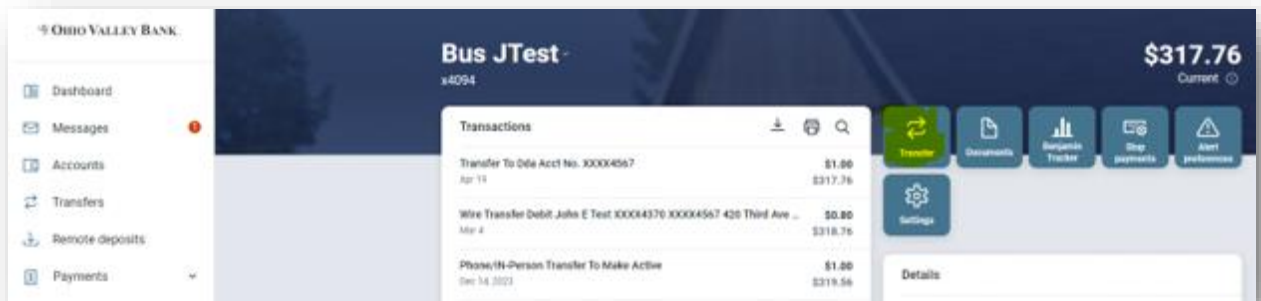 OHIO VALLEY BANK
Dashboard
Messages
Accounts
Transfers
Remote deposits
Payments
Bus JTest
x4094
$317.76
Current
Transactions
Transfer To Dda Acct No. XXXX4567
$1.00
Apr 19
$317.76
Wire Transfer Debit John E Test XXXX4370 XXXX4567 420 Third Ave ...
$0.80
Mar 4
$318.76
Phone/IN-Person Transfer To Make Active
$1.00
Dec 14, 2023
$319.56
Transfer
Documents
Benjamin Tracker
Stop payments
Alert preferences
Settings
Details